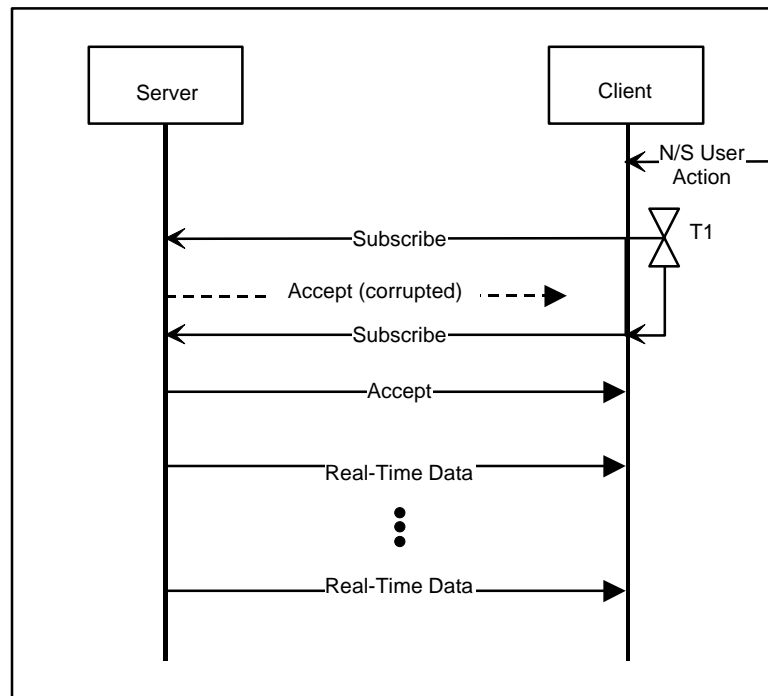 Server
Client
N/S User
Action
T1
Subscribe
Accept (corrupted)
Subscribe
Accept
Real-Time Data
Real-Time Data